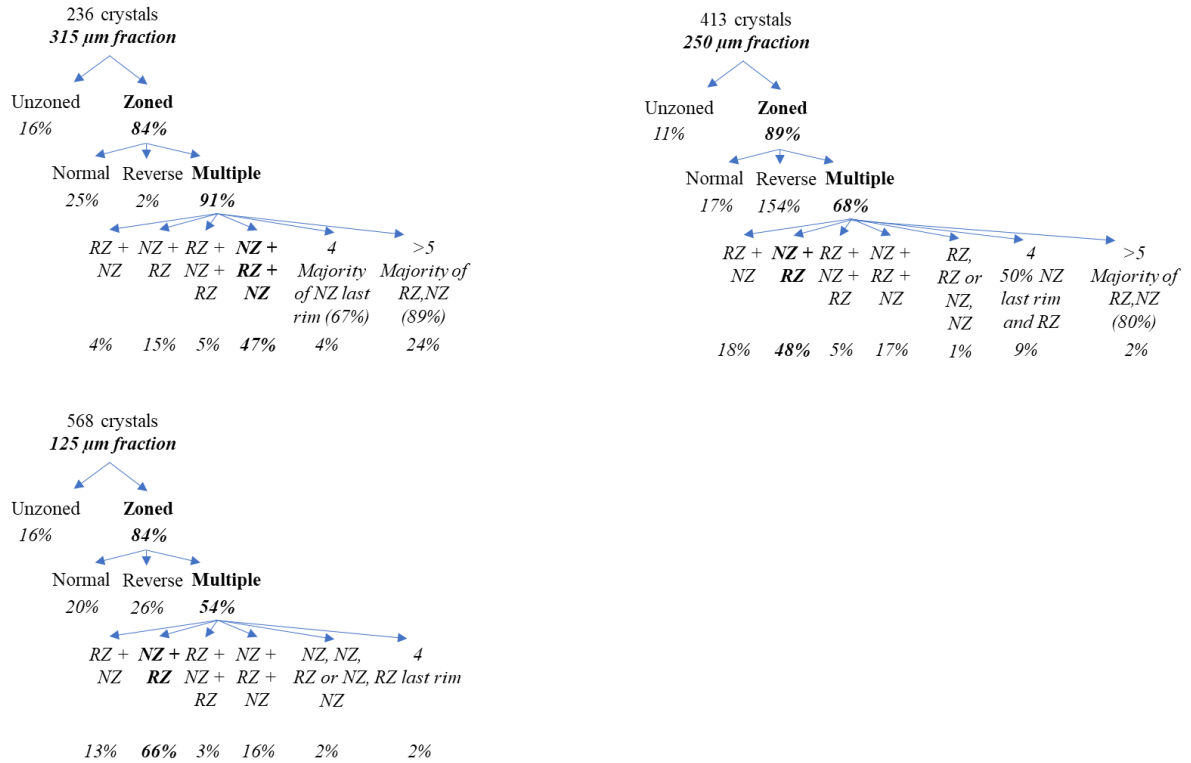 236 crystals
315 µm fraction
Unzoned Zoned
16% 84%
Normal Reverse Multiple
25% 2% 91%
RZ + NZ + RZ + NZ + 4 >5
NZ RZ NZ + RZ + Majority Majority of
RZ NZ of NZ last RZ,NZ
rim (67%) (89%)
4% 15% 5% 47% 4% 24%
413 crystals
250 µm fraction
Unzoned Zoned
11% 89%
Normal Reverse Multiple
17% 154% 68%
RZ + NZ + RZ + NZ + RZ, 4 >5
NZ RZ NZ + RZ + RZ or 50% NZ Majority of
RZ NZ NZ, last rim RZ,NZ
NZ and RZ (80%)
18% 48% 5% 17% 1% 9% 2%
568 crystals
125 µm fraction
Unzoned Zoned
16% 84%
Normal Reverse Multiple
20% 26% 54%
RZ + NZ + RZ + NZ + NZ, NZ, 4
NZ RZ NZ + RZ + RZ or NZ, RZ last rim
RZ NZ NZ
13% 66% 3% 16% 2% 2%